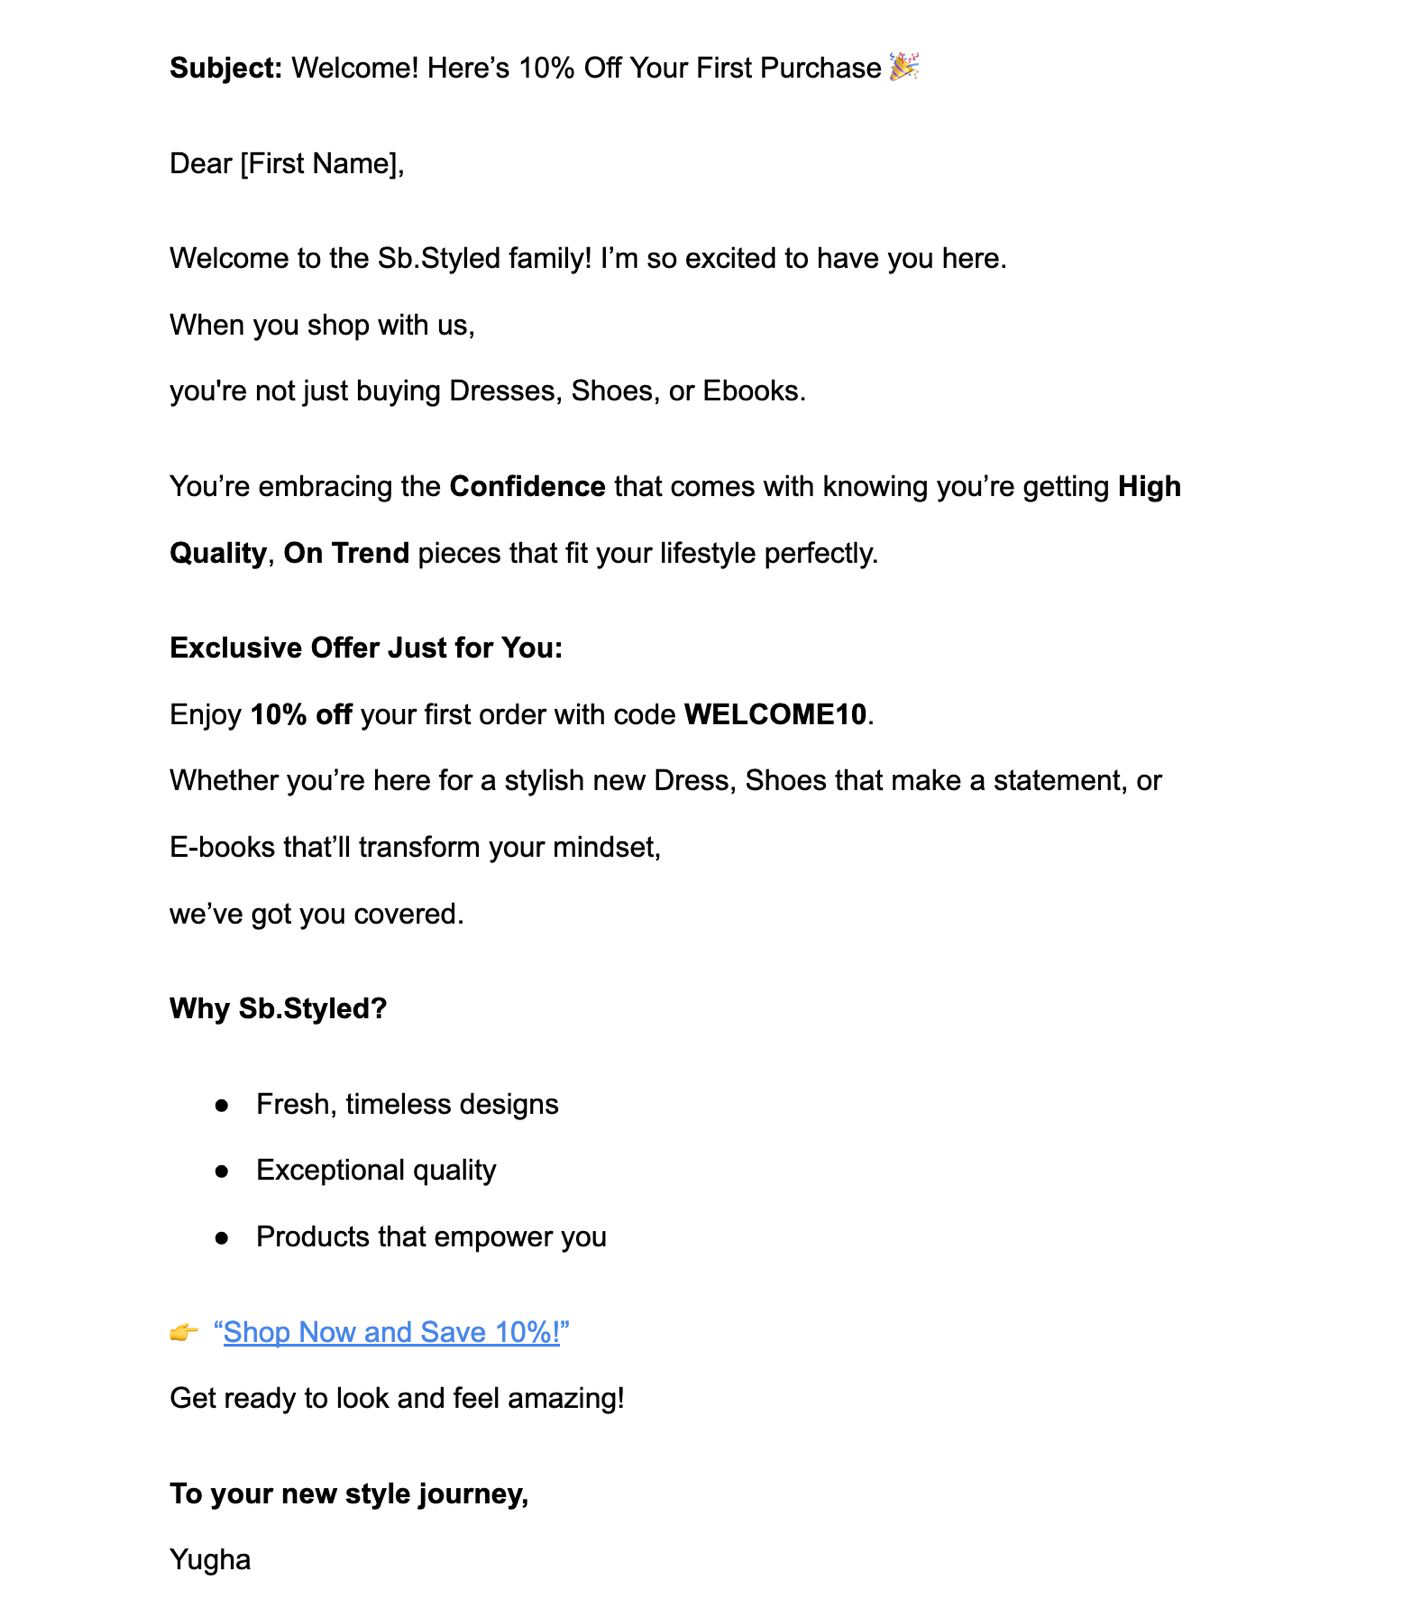 Subject: Welcome! Here’s 10% Off Your First Purchase 🎉
Dear [First Name],
Welcome to the Sb.Styled family! I’m so excited to have you here.
When you shop with us,
you're not just buying Dresses, Shoes, or Ebooks.
You’re embracing the Confidence that comes with knowing you’re getting High
Quality, On Trend pieces that fit your lifestyle perfectly.
Exclusive Offer Just for You:
Enjoy 10% off your first order with code WELCOME10.
Whether you’re here for a stylish new Dress, Shoes that make a statement, or
E-books that’ll transform your mindset,
we’ve got you covered.
Why Sb.Styled?
● Fresh, timeless designs
● Exceptional quality
● Products that empower you
👉 “Shop Now and Save 10%!”
Get ready to look and feel amazing!
To your new style journey,
Yugha